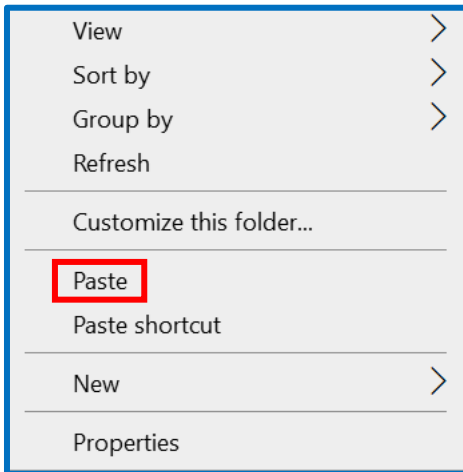 View
Sort by
Group by
Refresh
Customize this folder...
Paste
Paste shortcut
New
Properties